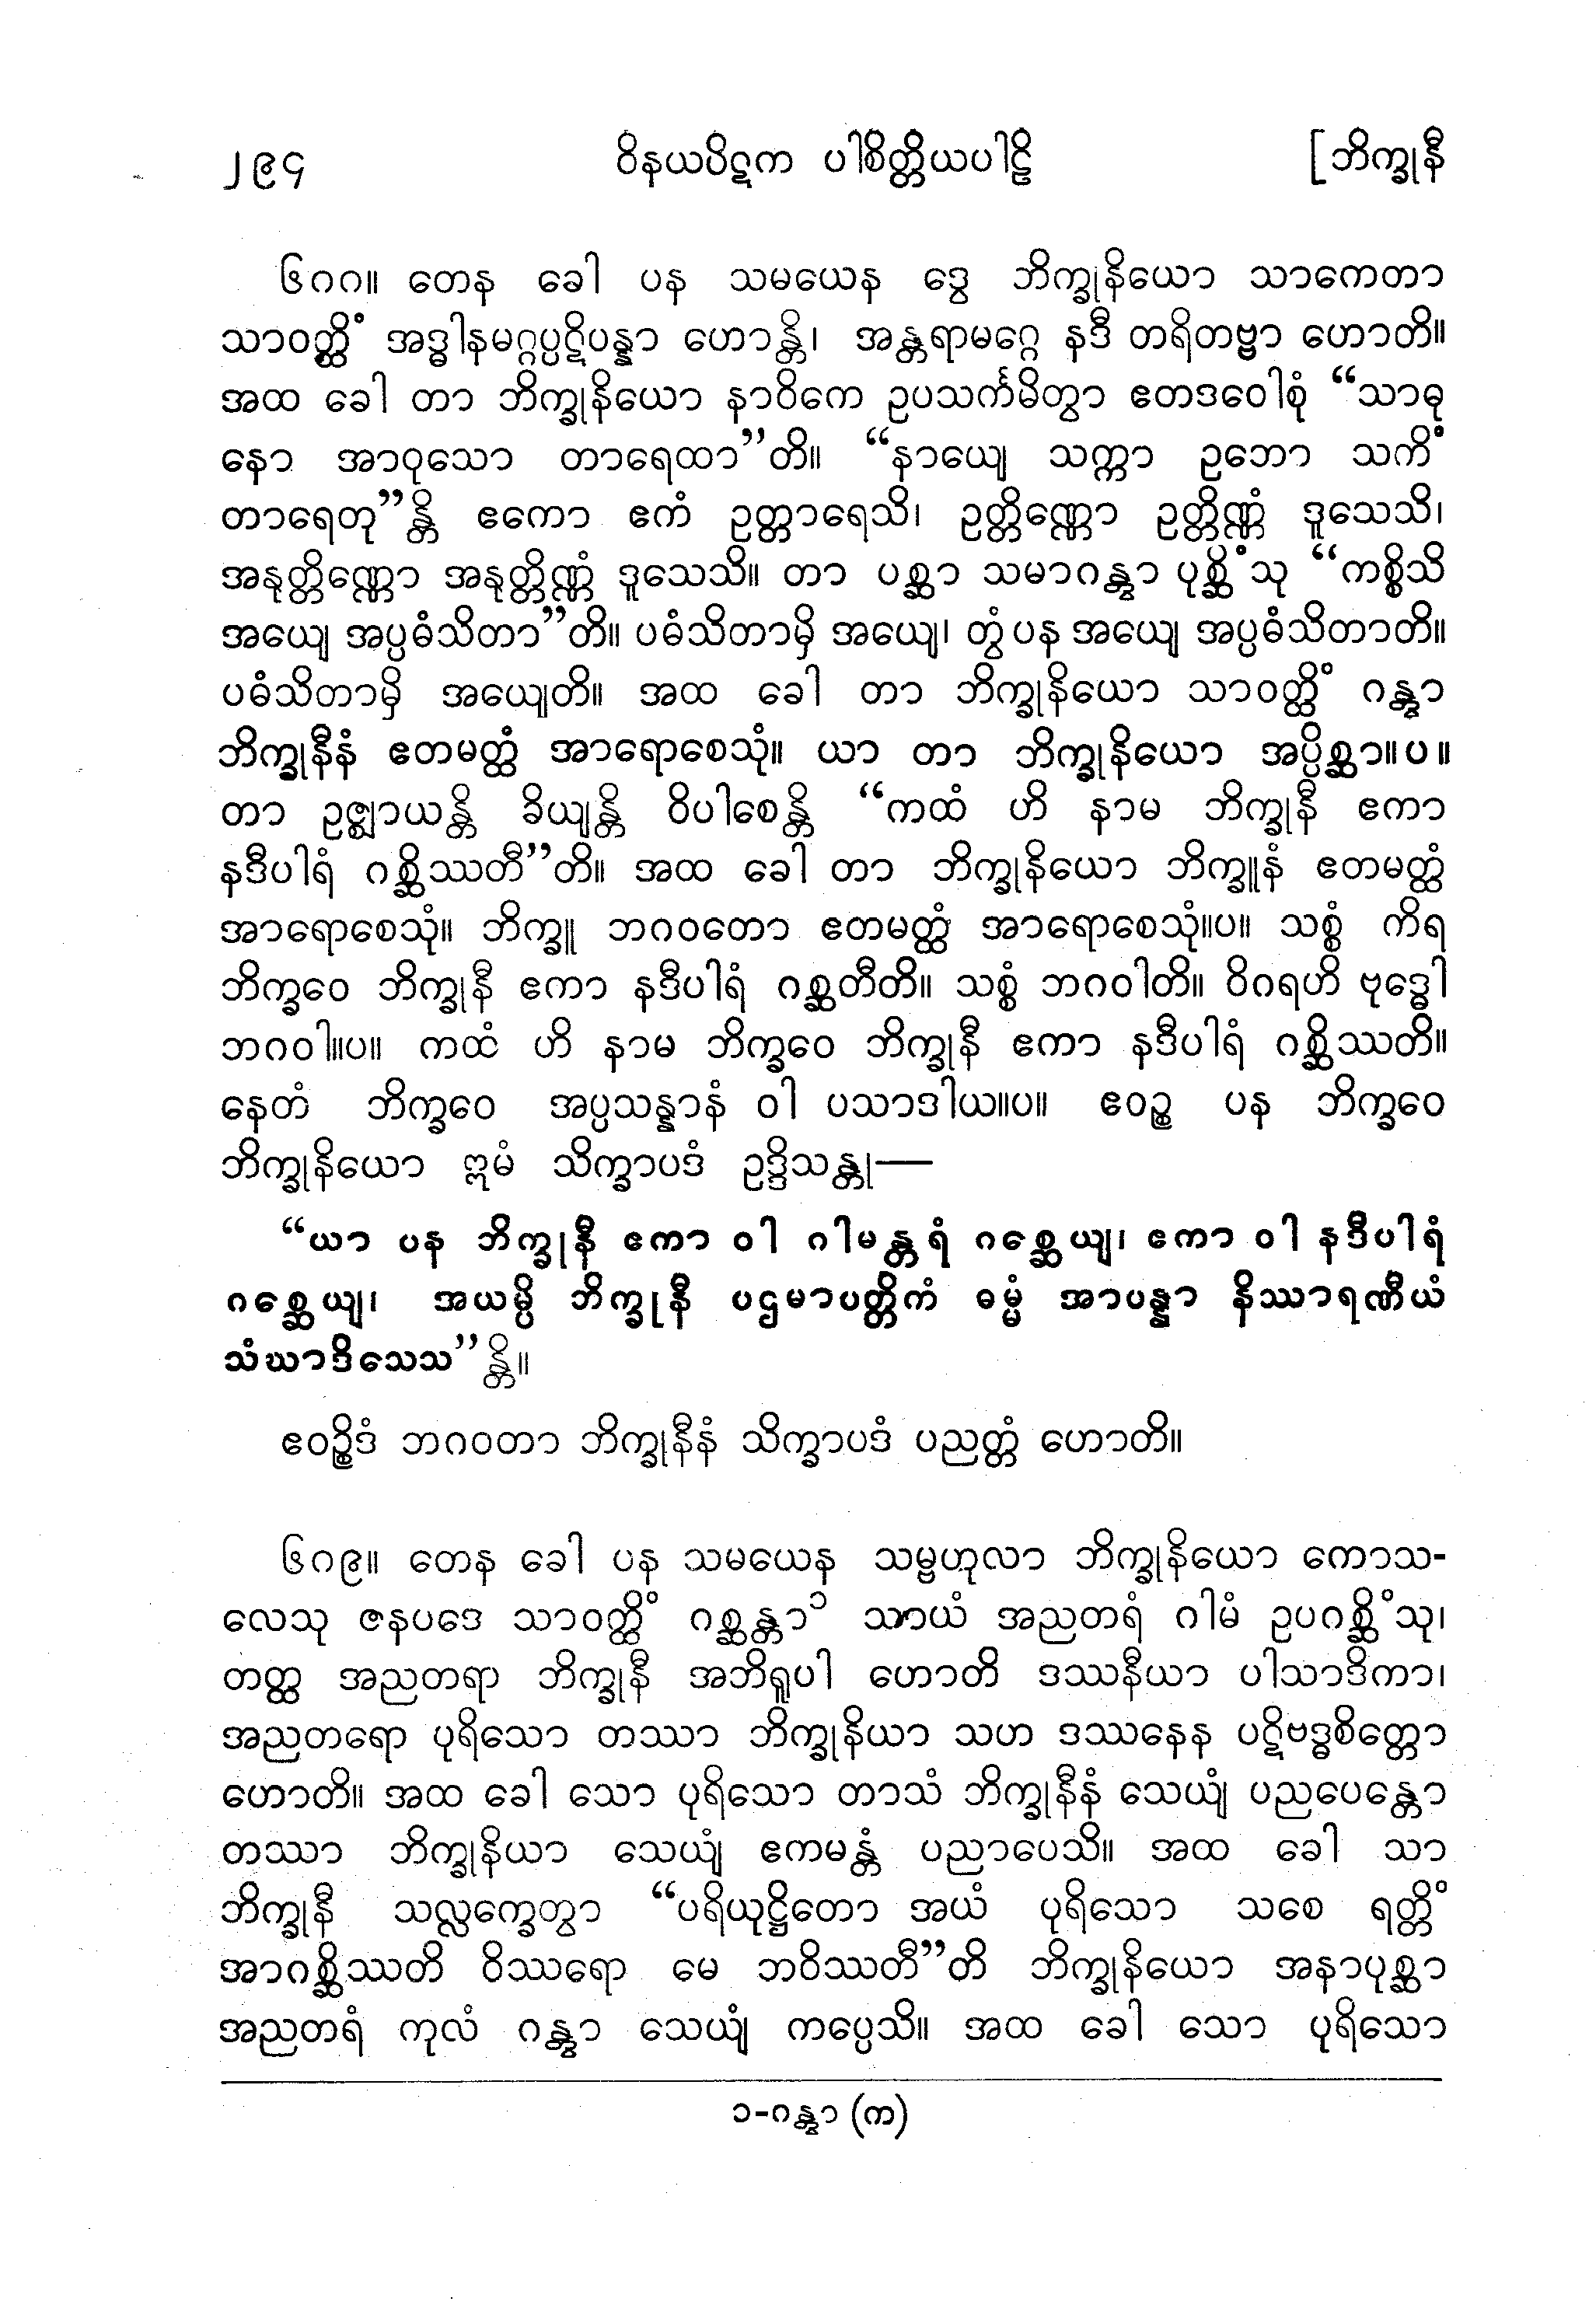 ၂၉၄ ဝိနယပိဋက ပါစိတ္တိယပါဠိ [ဘိက္ခုနီ
၆၈၈။ တေန ခေါ ပန သမယေန ဒွေ ဘိက္ခုနိယော သာကေတာ
သာဝတ္ထိံ အဒ္ဓါနမဂ္ဂပ္ပဋိပန္နာ ဟောန္တိ၊ အန္တရာမဂ္ဂေ နဒီ တရိတဗ္ဗာ ဟောတိ။
အထ ခေါ တာ ဘိက္ခုနိယော နာဝိကေ ဥပသင်္ကမိတွာ ဧတဒဝေါစုံ “သာဓု
နော အာဝုသော တာရေထာ”တိ။ “နာယျေ သက္ကာ ဥဘော သကိံ
တာရေတု”န္တိ ဧကော ဧကံ ဥတ္တာရေသိ၊ ဥတ္တိဏ္ဏော ဥတ္တိဏ္ဏံ ဒူသေသိ၊
အနုတ္တိဏ္ဏော အနုတ္တိဏ္ဏံ ဒူသေသိ။ တာ ပစ္ဆာ သမာဂန္တွာ ပုစ္ဆိံသု “ကစ္စိသိ
အယျေ အပ္ပဓံသိတာ”တိ။ ပဓံသိတာမှိ အယျေ၊ တွံ ပန အယျေ အပ္ပဓံသိတာတိ။
ပဓံသိတာမှိ အယျေတိ။ အထ ခေါ တာ ဘိက္ခုနိယော သာဝတ္ထိံ ဂန္တွာ
ဘိက္ခုနီနံ ဧတမတ္ထံ အာရောစေသုံ။ ယာ တာ ဘိက္ခုနိယော အပ္ပိစ္ဆာ။ပ။
တာ ဥဇ္ဈာယန္တိ ခိယျန္တိ ဝိပါစေန္တိ “ကထံ ဟိ နာမ ဘိက္ခုနီ ဧကာ
နဒီပါရံ ဂစ္ဆိဿတီ”တိ။ အထ ခေါ တာ ဘိက္ခုနိယော ဘိက္ခူနံ ဧတမတ္ထံ
အာရောစေသုံ။ ဘိက္ခူ ဘဂဝတော ဧတမတ္ထံ အာရောစေသုံ။ပ။ သစ္စံ ကိရ
ဘိက္ခဝေ ဘိက္ခုနီ ဧကာ နဒီပါရံ ဂစ္ဆတီတိ။ သစ္စံ ဘဂဝါတိ။ ဝိဂရဟိ ဗုဒ္ဓေါ
ဘဂဝါ။ပ။ ကထံ ဟိ နာမ ဘိက္ခဝေ ဘိက္ခုနီ ဧကာ နဒီပါရံ ဂစ္ဆိဿတိ။
နေတံ ဘိက္ခဝေ အပ္ပသန္နာနံ ဝါ ပသာဒါယ။ပ။ ဧဝဉ္စ ပန ဘိက္ခဝေ
ဘိက္ခုနိယော ဣမံ သိက္ခာပဒံ ဥဒ္ဒိသန္တု—
“ယာ ပန ဘိက္ခုနီ ဧကာ ဝါ ဂါမန္တရံ ဂစ္ဆေယျ၊ ဧကာ ဝါ နဒီပါရံ
ဂစ္ဆေယျ၊ အယမ္ပိ ဘိက္ခုနီ ပဌမာပတ္တိကံ ဓမ္မံ အာပန္နာ နိဿာရဏီယံ
သံဃာဒိသေသ”န္တိ။
ဧဝဉ္စိဒံ ဘဂဝတာ ဘိက္ခုနီနံ သိက္ခာပဒံ ပညတ္တံ ဟောတိ။
၆၈၉။ တေန ခေါ ပန သမယေန သမ္ဗဟုလာ ဘိက္ခုနိယော ကောသ-
လေသု ဇနပဒေ သာဝတ္ထိံ ဂစ္ဆန္တာ ၁ သာယံ အညတရံ ဂါမံ ဥပဂစ္ဆိံသု၊
တတ္ထ အညတရာ ဘိက္ခုနီ အဘိရူပါ ဟောတိ ဒဿနီယာ ပါသာဒိကာ၊
အညတရော ပုရိသော တဿာ ဘိက္ခုနိယာ သဟ ဒဿနေန ပဋိဗဒ္ဓစိတ္တော
ဟောတိ။ အထ ခေါ သော ပုရိသော တာသံ ဘိက္ခုနီနံ သေယျံ ပညပေန္တော
တဿာ ဘိက္ခုနိယာ သေယျံ ဧကမန္တံ ပညာပေသိ။ အထ ခေါ သာ
ဘိက္ခုနီ သလ္လက္ခေတွာ “ပရိယုဋ္ဌိတော အယံ ပုရိသော သစေ ရတ္တိံ
အာဂစ္ဆိဿတိ ဝိဿရော မေ ဘဝိဿတီ”တိ ဘိက္ခုနိယော အနာပုစ္ဆာ
အညတရံ ကုလံ ဂန္တွာ သေယျံ ကပ္ပေသိ။ အထ ခေါ သော ပုရိသော
၁-ဂန္တွာ (က)